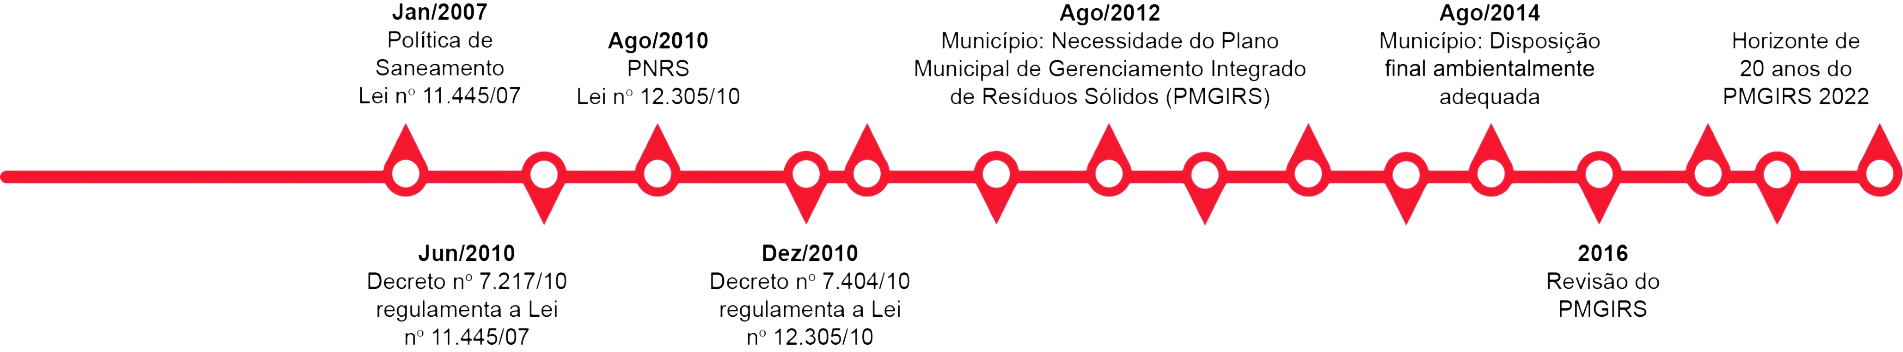 Jan/2007
Política de
Saneamento
Lei nº 11.445/07
Ago/2010
PNRS
Lei nº 12.305/10
Ago/2012
Município: Necessidade do Plano
Municipal de Gerenciamento Integrado
de Resíduos Sólidos (PMGIRS)
Ago/2014
Município: Disposição
final ambientalmente
adequada
Horizonte de
20 anos do
PMGIRS 2022
Jun/2010
Decreto nº 7.217/10
regulamenta a Lei
nº 11.445/07
Dez/2010
Decreto nº 7.404/10
regulamenta a Lei
nº 12.305/10
2016
Revisão do
PMGIRS